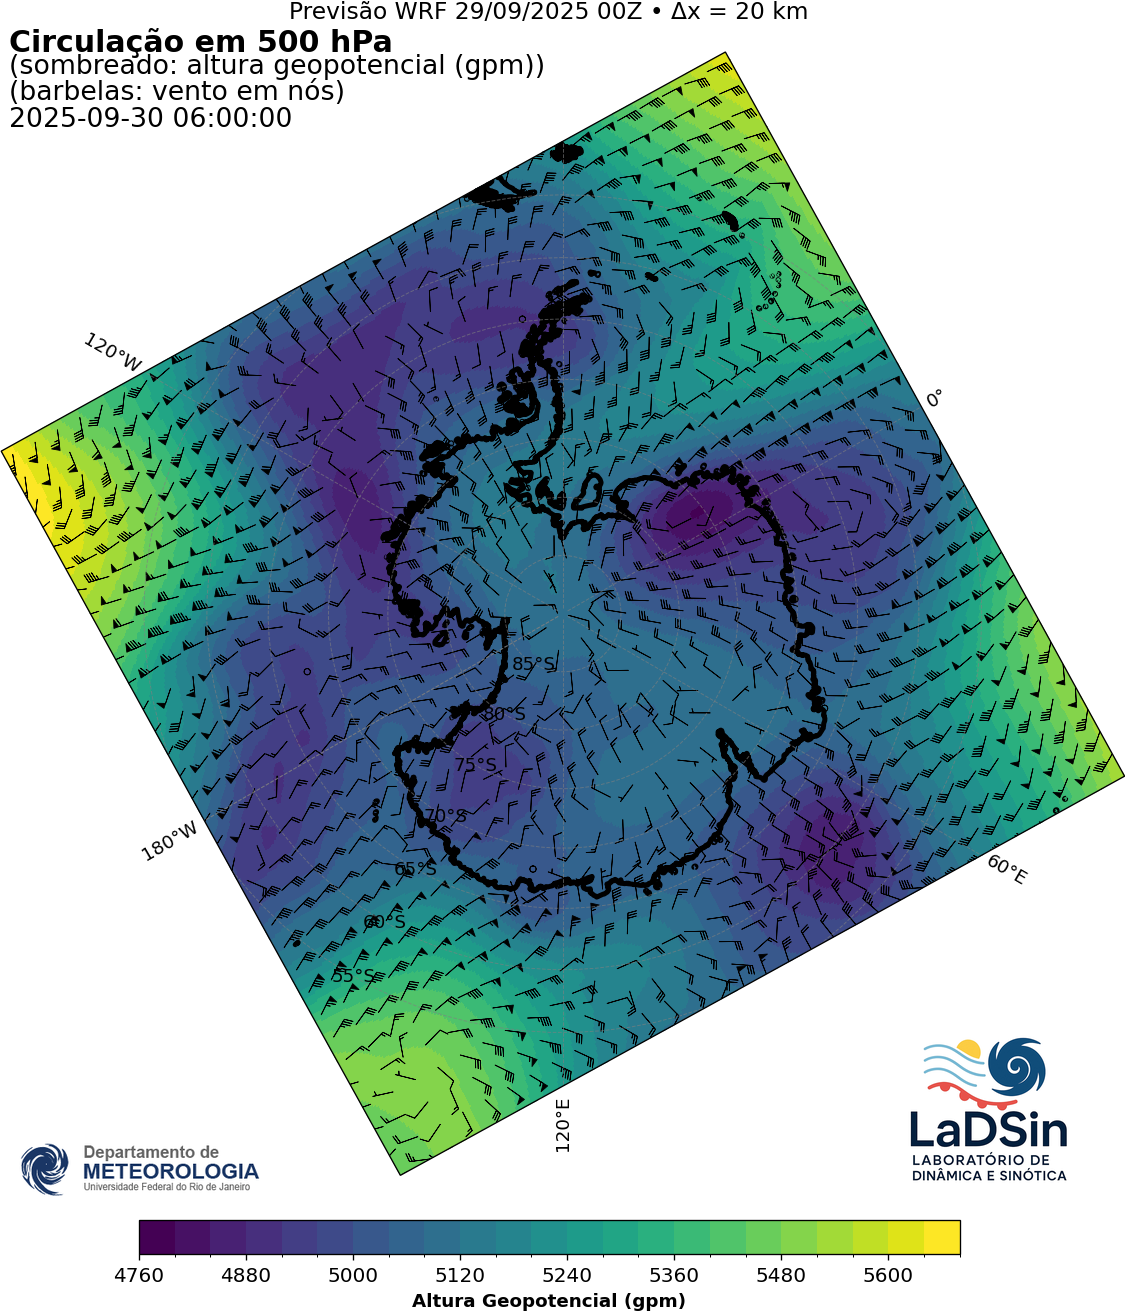 Previsão WRF 29/09/2025 00Z • Δx = 20 km
Circulação em 500 hPa
(sombreado: altura geopotencial (gpm))
(barbelas: vento em nós)
2025-09-30 06:00:00
120°W
0°
85°S
80°S
75°S
70°S
65°S
60°S
55°S
180°W
60°E
120°E
LaDSin
LABORATÓRIO DE
DINÂMICA E SINÓTICA
Departamento de
METEOROLOGIA
Universidade Federal do Rio de Janeiro
4760 4880 5000 5120 5240 5360 5480 5600
Altura Geopotencial (gpm)